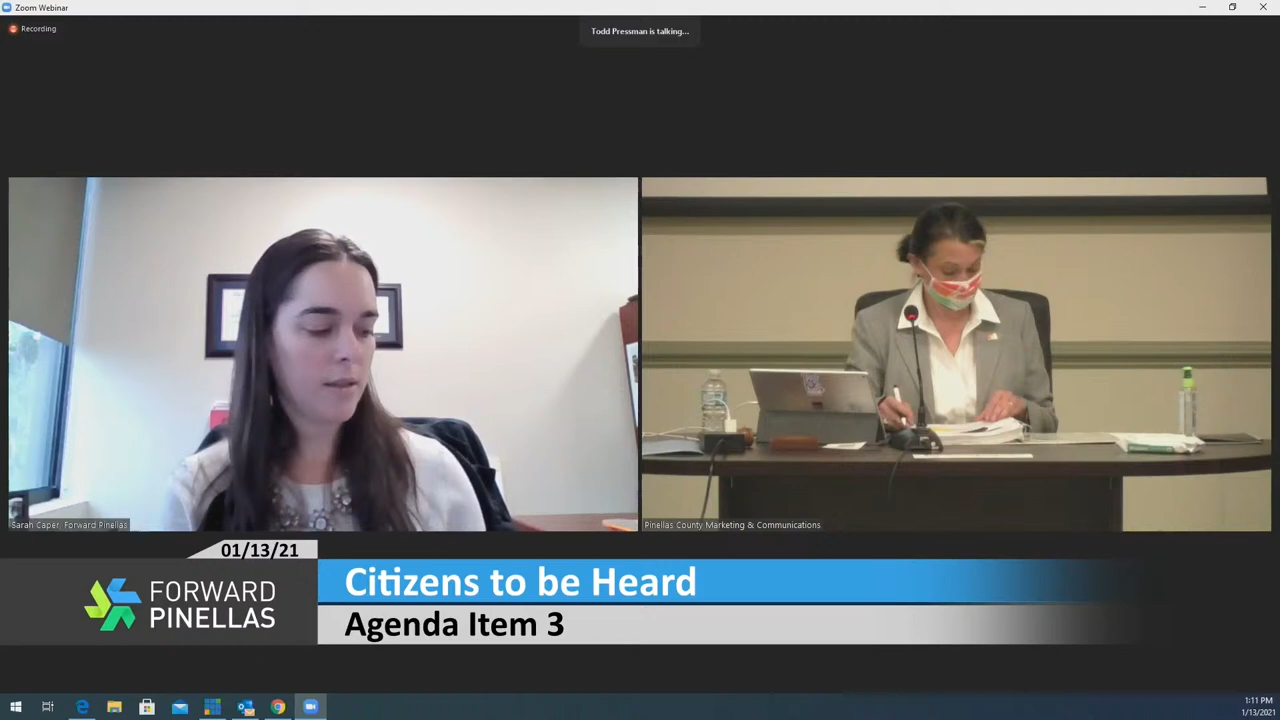 Zoom Webinar
Recording
Todd Pressman is talking...
Sarah Caper, Forward Pinellas
Pinellas County Marketing & Communications
01/13/21
FORWARD
PINELLAS
Citizens to be Heard
Agenda Item 3
1:11 PM
1/13/2021